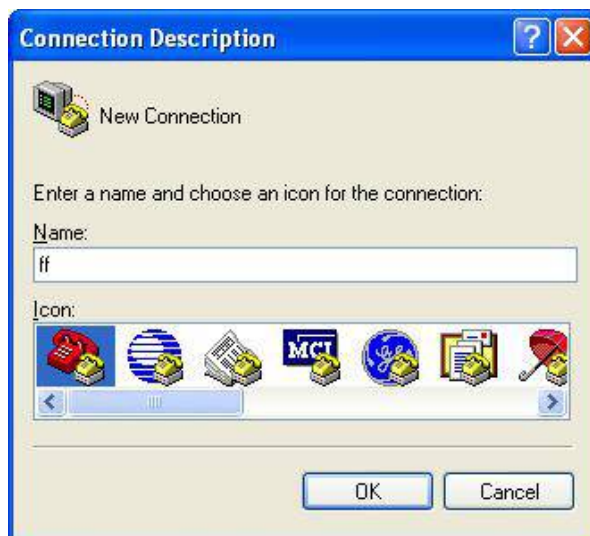 Connection Description
New Connection
Enter a name and choose an icon for the connection:
Name:
ff
Icon:
MCI
OK
Cancel